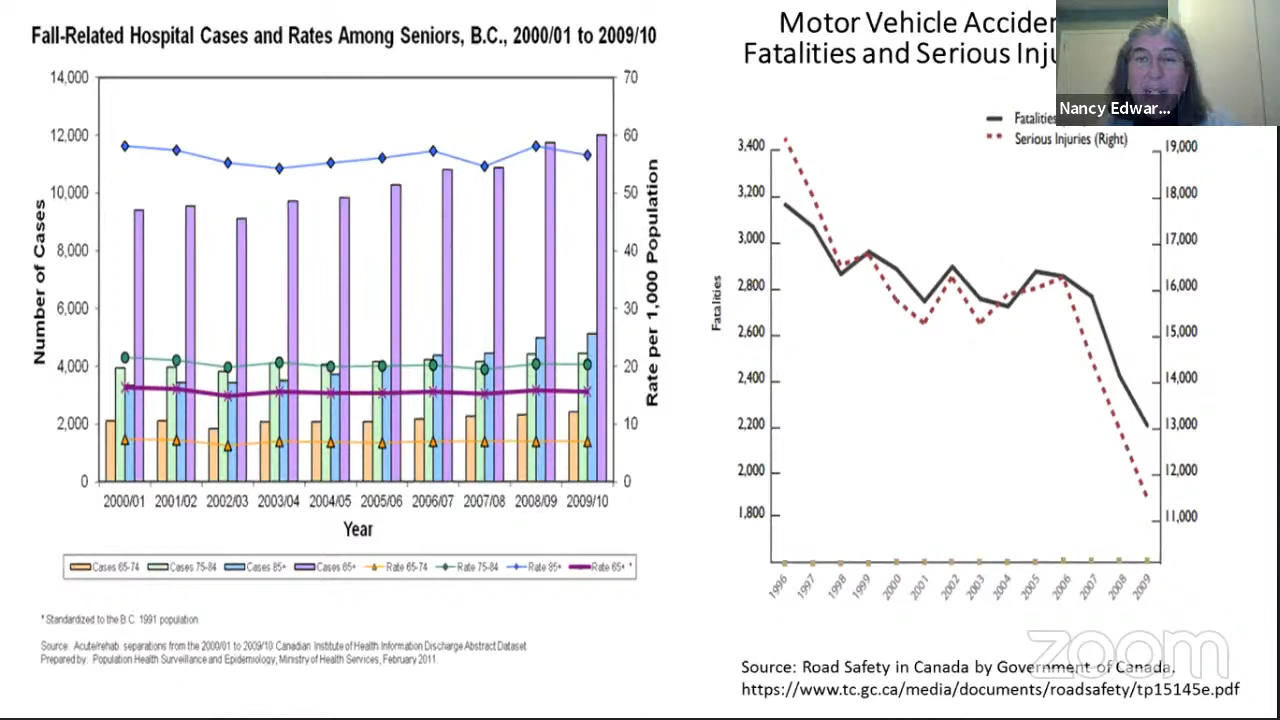 Fall-Related Hospital Cases and Rates Among Seniors, B.C., 2000/01 to 2009/10
14,000
12,000
10,000
8,000
6,000
4,000
2,000
0
Number of Cases
70
60
50
40
30
20
10
0
Rate per 1,000 Population
2000/01 2001/02 2002/03 2003/04 2004/05 2005/06 2006/07 2007/08 2008/09 2009/10
Year
Cases 65-74 Cases 75-84 Cases 85+ Cases 65+ Rate 65-74 Rate 75-84 Rate 85+ Rate 65+ *
* Standardized to the B.C. 1991 population.
Source: Acute/rehab. separations from the 2000/01 to 2009/10 Canadian Institute of Health Information Discharge Abstract Dataset
Prepared by: Population Health Surveillance and Epidemiology, Ministry of Health Services, February 2011.
Motor Vehicle
Fatalities and Serious
Nancy Edwar...
Fatalities
Serious Injuries (Right)
3,400
3,200
3,000
2,800
2,600
2,400
2,200
2,000
1,800
Fatalities
19,000
18,000
17,000
16,000
15,000
14,000
13,000
12,000
11,000
1996 1997 1998 1999 2000 2001 2002 2003 2004 2005 2006 2007 2008 2009
zoom
Source: Road Safety in Canada by Government of Canada.
https://www.tc.gc.ca/media/documents/roadsafety/tp15145e.pdf